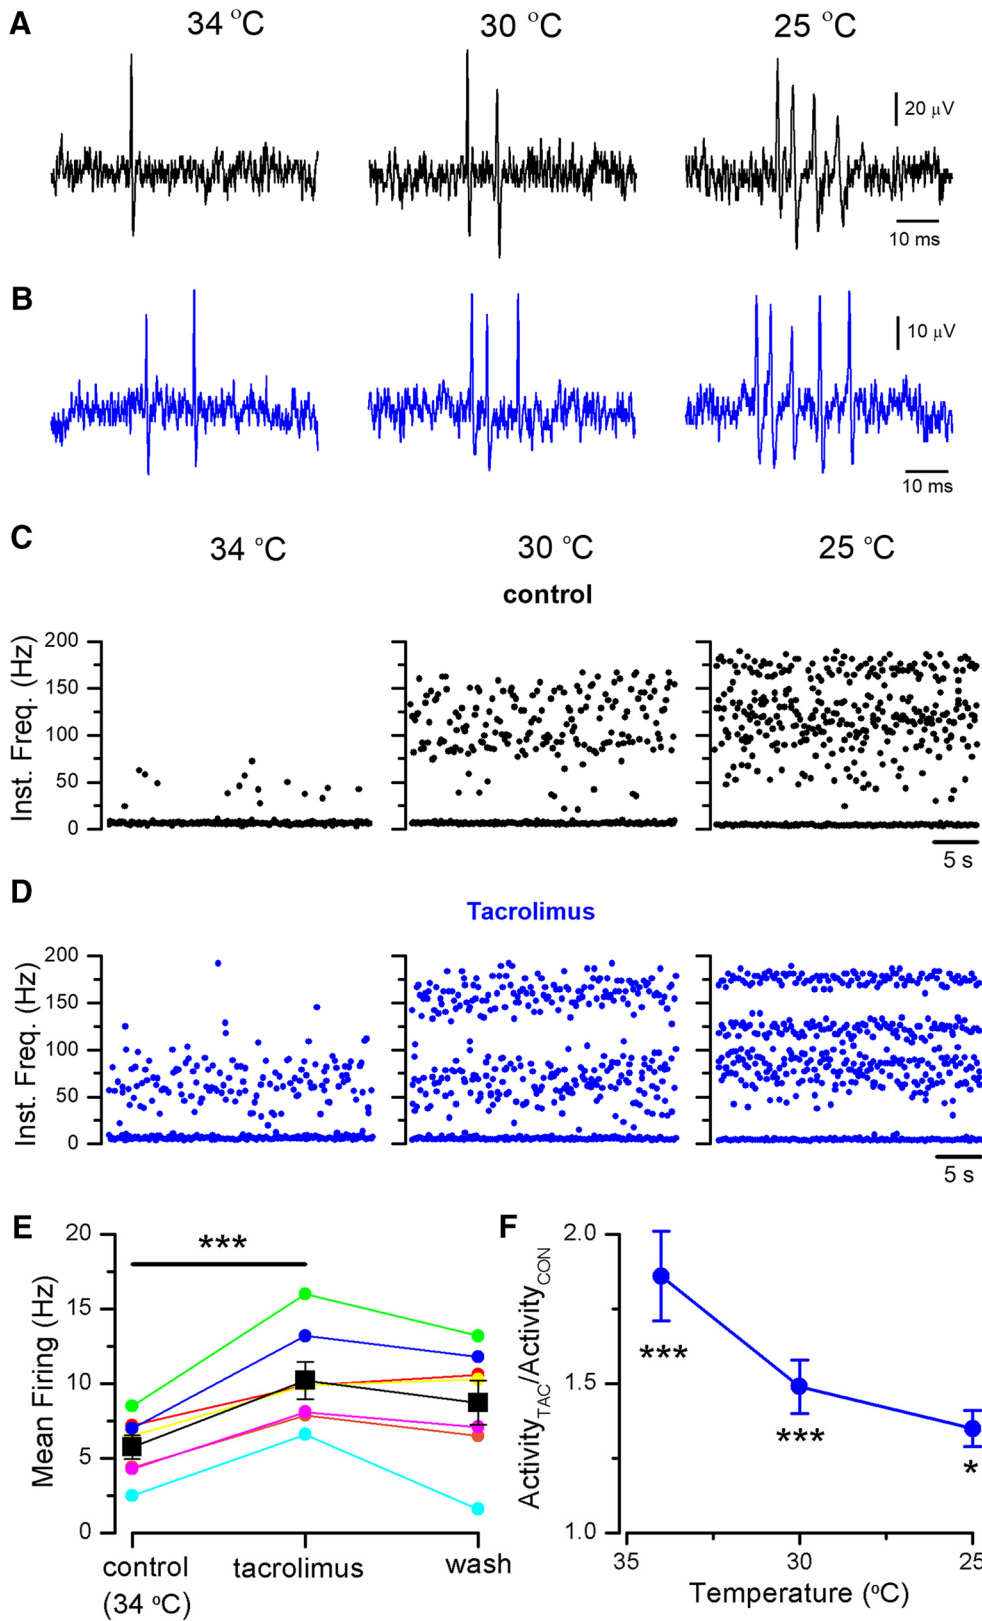 A
34 °C
30 °C
25 °C
20 µV
10 ms
B
10 µV
10 ms
C
34 °C
30 °C
25 °C
control
Inst. Freq. (Hz)
200
150
100
50
0
5 s
D
Tacrolimus
Inst. Freq. (Hz)
200
150
100
50
0
5 s
E
Mean Firing (Hz)
20
15
10
5
0
***
control
(34 °C)
tacrolimus
wash
F
Activity_TAC/Activity_CON
2.0
1.5
1.0
***
***
*
35
30
25
Temperature (°C)